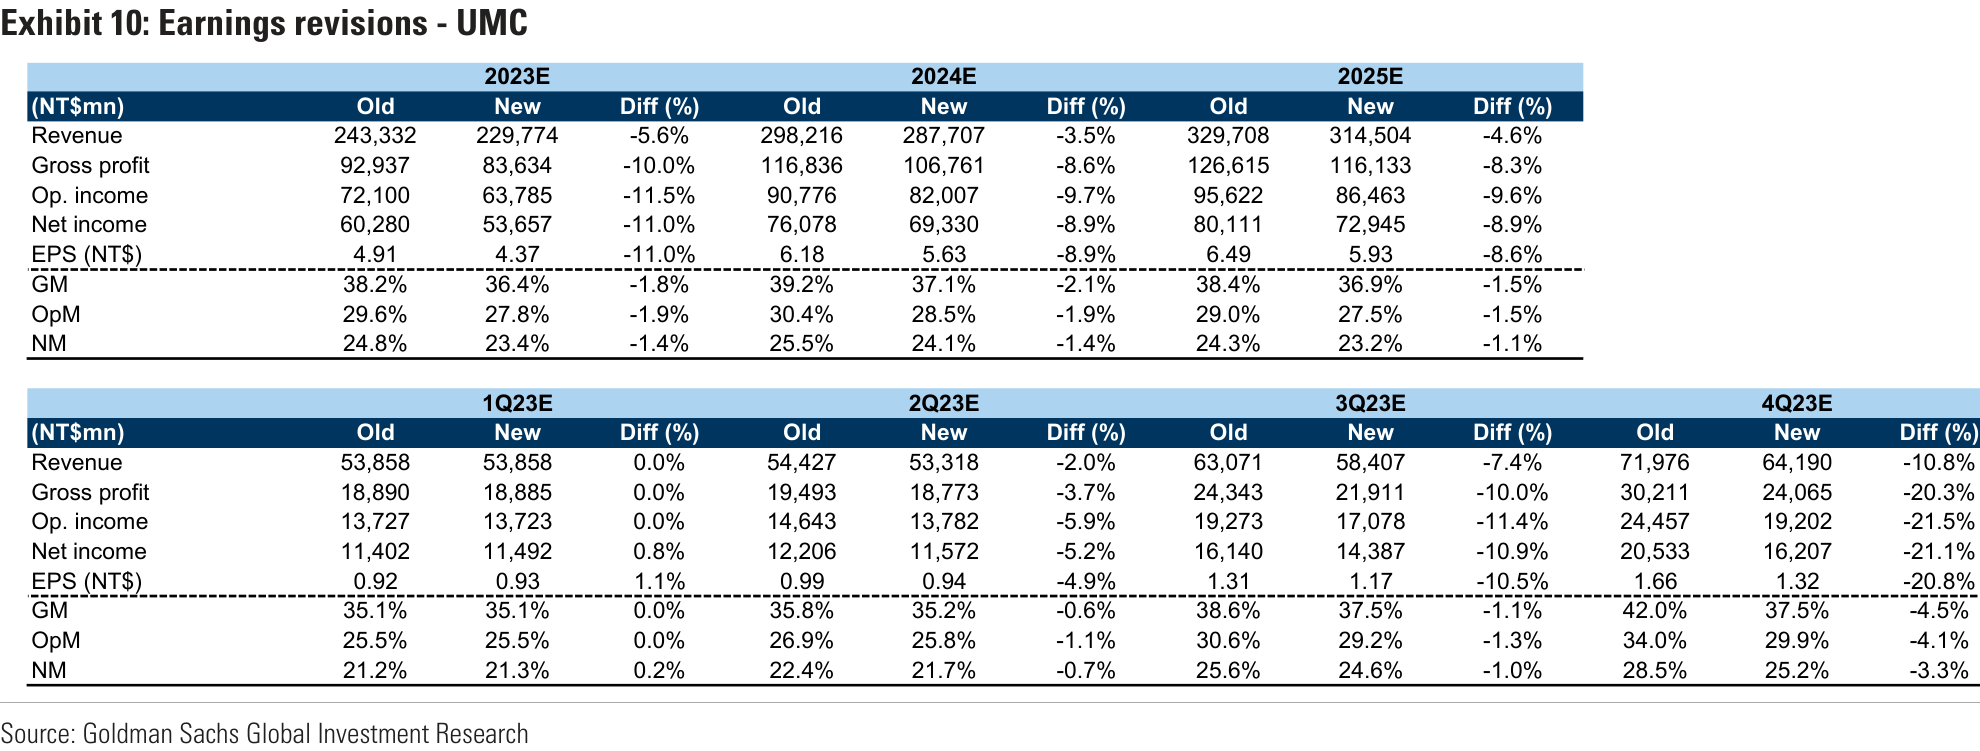 Exhibit 10: Earnings revisions - UMC
2023E 2024E 2025E
(NT$mn) Old New Diff (%) Old New Diff (%) Old New Diff (%)
Revenue 243,332 229,774 -5.6% 298,216 287,707 -3.5% 329,708 314,504 -4.6%
Gross profit 92,937 83,634 -10.0% 116,836 106,761 -8.6% 126,615 116,133 -8.3%
Op. income 72,100 63,785 -11.5% 90,776 82,007 -9.7% 95,622 86,463 -9.6%
Net income 60,280 53,657 -11.0% 76,078 69,330 -8.9% 80,111 72,945 -8.9%
EPS (NT$) 4.91 4.37 -11.0% 6.18 5.63 -8.9% 6.49 5.93 -8.6%
GM 38.2% 36.4% -1.8% 39.2% 37.1% -2.1% 38.4% 36.9% -1.5%
OpM 29.6% 27.8% -1.9% 30.4% 28.5% -1.9% 29.0% 27.5% -1.5%
NM 24.8% 23.4% -1.4% 25.5% 24.1% -1.4% 24.3% 23.2% -1.1%
1Q23E 2Q23E 3Q23E 4Q23E
(NT$mn) Old New Diff (%) Old New Diff (%) Old New Diff (%) Old New Diff (%)
Revenue 53,858 53,858 0.0% 54,427 53,318 -2.0% 63,071 58,407 -7.4% 71,976 64,190 -10.8%
Gross profit 18,890 18,885 0.0% 19,493 18,773 -3.7% 24,343 21,911 -10.0% 30,211 24,065 -20.3%
Op. income 13,727 13,723 0.0% 14,643 13,782 -5.9% 19,273 17,078 -11.4% 24,457 19,202 -21.5%
Net income 11,402 11,492 0.8% 12,206 11,572 -5.2% 16,140 14,387 -10.9% 20,533 16,207 -21.1%
EPS (NT$) 0.92 0.93 1.1% 0.99 0.94 -4.9% 1.31 1.17 -10.5% 1.66 1.32 -20.8%
GM 35.1% 35.1% 0.0% 35.8% 35.2% -0.6% 38.6% 37.5% -1.1% 42.0% 37.5% -4.5%
OpM 25.5% 25.5% 0.0% 26.9% 25.8% -1.1% 30.6% 29.2% -1.3% 34.0% 29.9% -4.1%
NM 21.2% 21.3% 0.2% 22.4% 21.7% -0.7% 25.6% 24.6% -1.0% 28.5% 25.2% -3.3%
Source: Goldman Sachs Global Investment Research